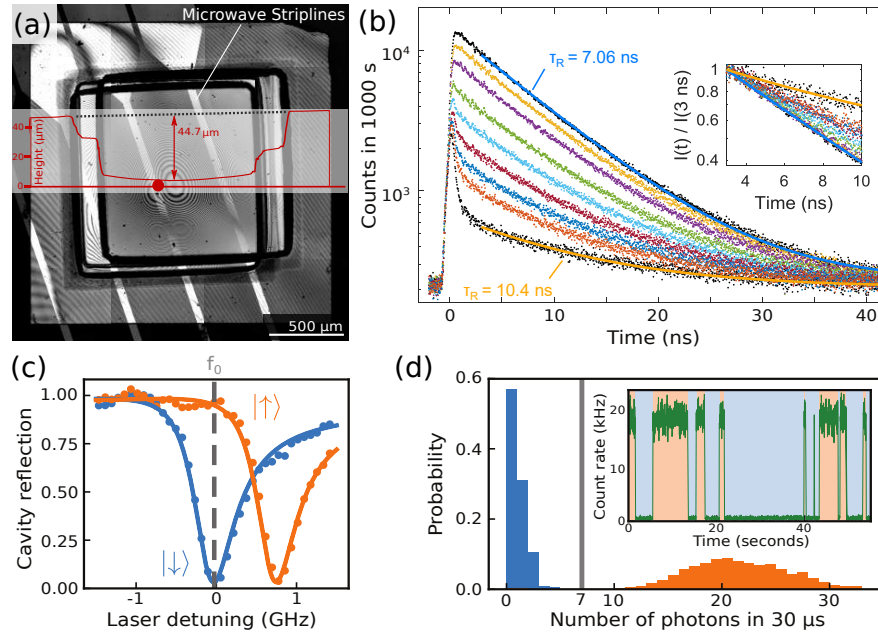 (a)
Microwave Striplines
44.7 μm
Height (μm)
40
20
0
500 μm
(b)
Counts in 1000 s
10⁴
10³
τR = 7.06 ns
τR = 10.4 ns
0 10 20 30 40
Time (ns)
I(t) / I(3 ns)
1
0.8
0.6
0.4
4 6 8 10
Time (ns)
(c)
f₀
Cavity reflection
1.00
0.75
0.50
0.25
0.00
|↑⟩
|↓⟩
-1 0 1
Laser detuning (GHz)
(d)
Probability
0.6
0.4
0.2
0.0
0 7 10 20 30
Number of photons in 30 μs
Count rate (kHz)
20
10
0
0 20 40
Time (seconds)